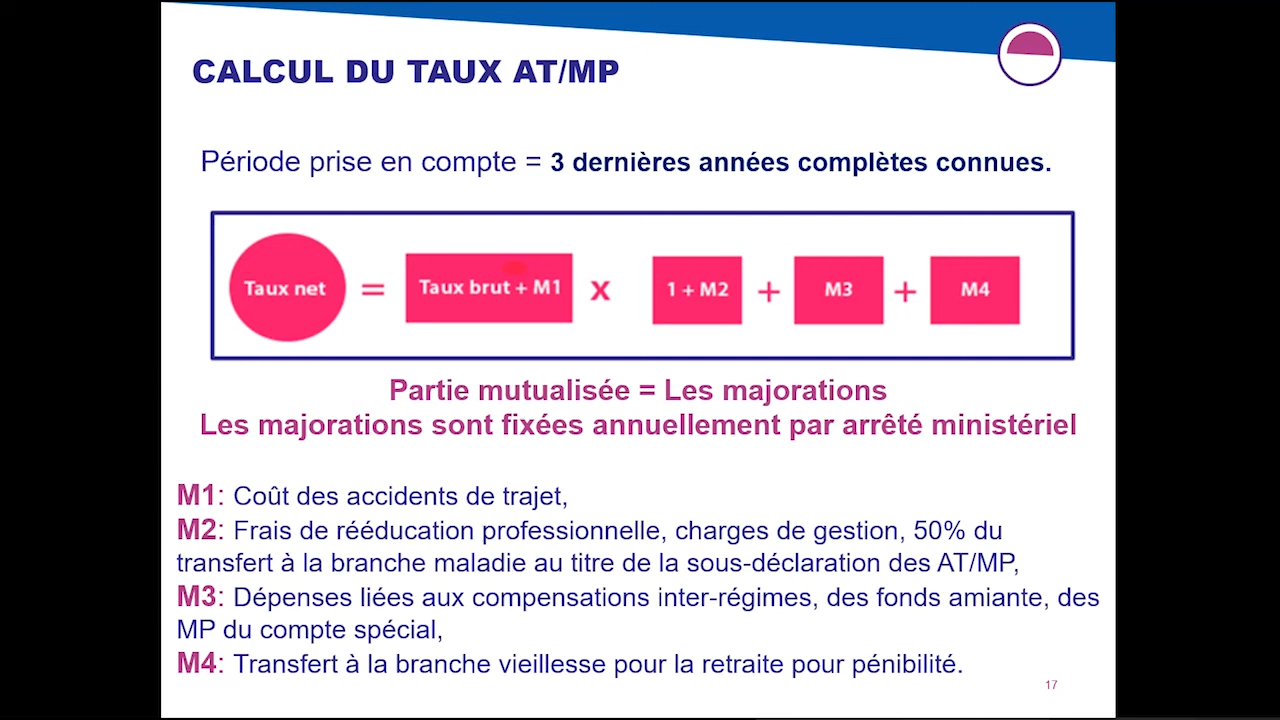 CALCUL DU TAUX AT/MP
Période prise en compte = 3 dernières années complètes connues.
Taux net = Taux brut + M1 x 1 + M2 + M3 + M4
Partie mutualisée = Les majorations
Les majorations sont fixées annuellement par arrêté ministériel
M1: Coût des accidents de trajet,
M2: Frais de rééducation professionnelle, charges de gestion, 50% du
transfert à la branche maladie au titre de la sous-déclaration des AT/MP,
M3: Dépenses liées aux compensations inter-régimes, des fonds amiante, des
MP du compte spécial,
M4: Transfert à la branche vieillesse pour la retraite pour pénibilité.
17